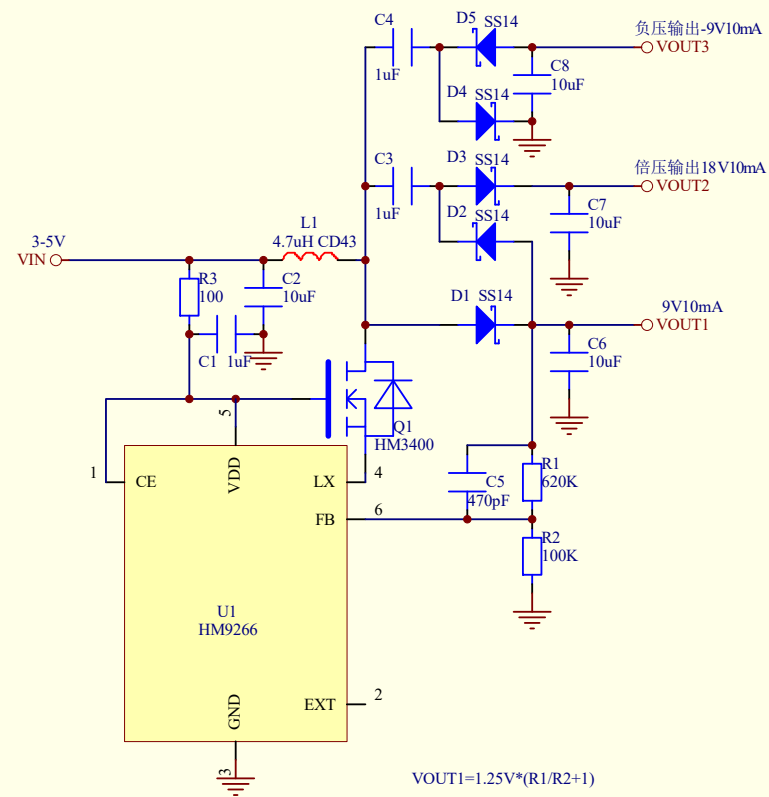 C4
D5 SS14
负压输出-9V10mA
VOUT3
1uF
C8
10uF
D4 SS14
C3
D3 SS14
倍压输出18V10mA
VOUT2
1uF
D2 SS14
C7
10uF
L1
4.7uH CD43
3-5V
VIN
R3
100
C2
10uF
D1 SS14
9V10mA
VOUT1
C1 1uF
C6
10uF
Q1
HM3400
5
1
CE
VDD
LX
4
C5
470pF
R1
620K
FB
6
R2
100K
U1
HM9266
EXT
2
GND
3
VOUT1=1.25V*(R1/R2+1)